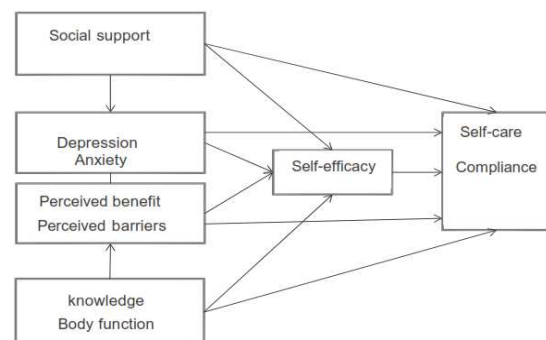 Social support
Depression
Anxiety
Self-care
Compliance
Self-efficacy
Perceived benefit
Perceived barriers
knowledge
Body function